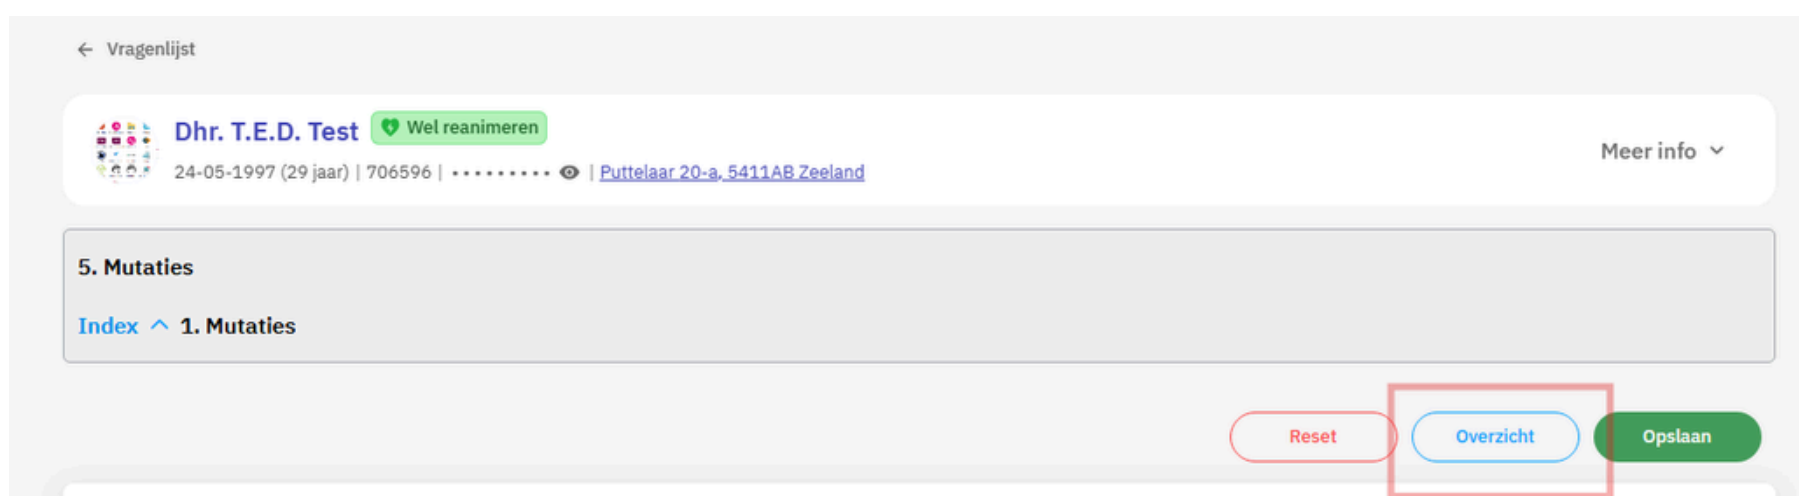 ← Vragenlijst
Dhr. T.E.D. Test Wel reanimeren
24-05-1997 (29 jaar) | 706596 | ••••••••• | Puttelaar 20-a, 5411AB Zeeland
Meer info
5. Mutaties
Index 1. Mutaties
Reset Overzicht Opslaan